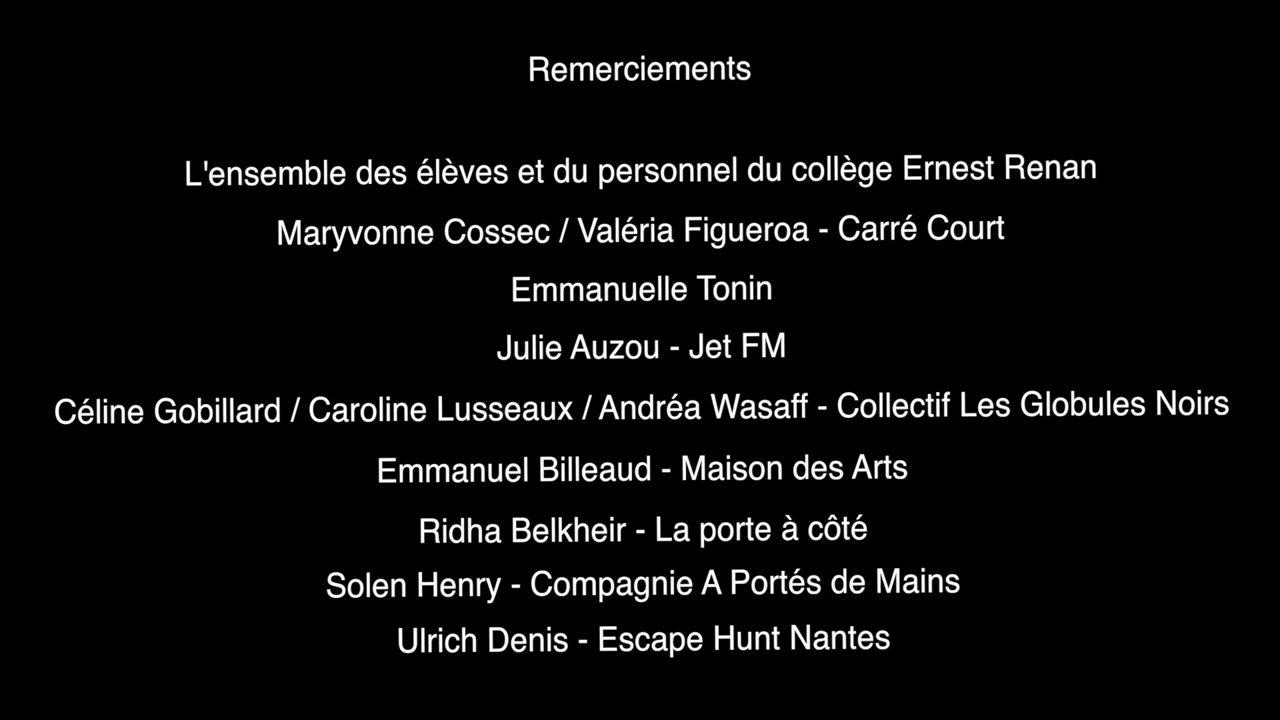 Remerciements
L'ensemble des élèves et du personnel du collège Ernest Renan
Maryvonne Cossec / Valéria Figueroa - Carré Court
Emmanuelle Tonin
Julie Auzou - Jet FM
Céline Gobillard / Caroline Lusseaux / Andréa Wasaff - Collectif Les Globules Noirs
Emmanuel Billeaud - Maison des Arts
Ridha Belkheir - La porte à côté
Solen Henry - Compagnie A Portés de Mains
Ulrich Denis - Escape Hunt Nantes